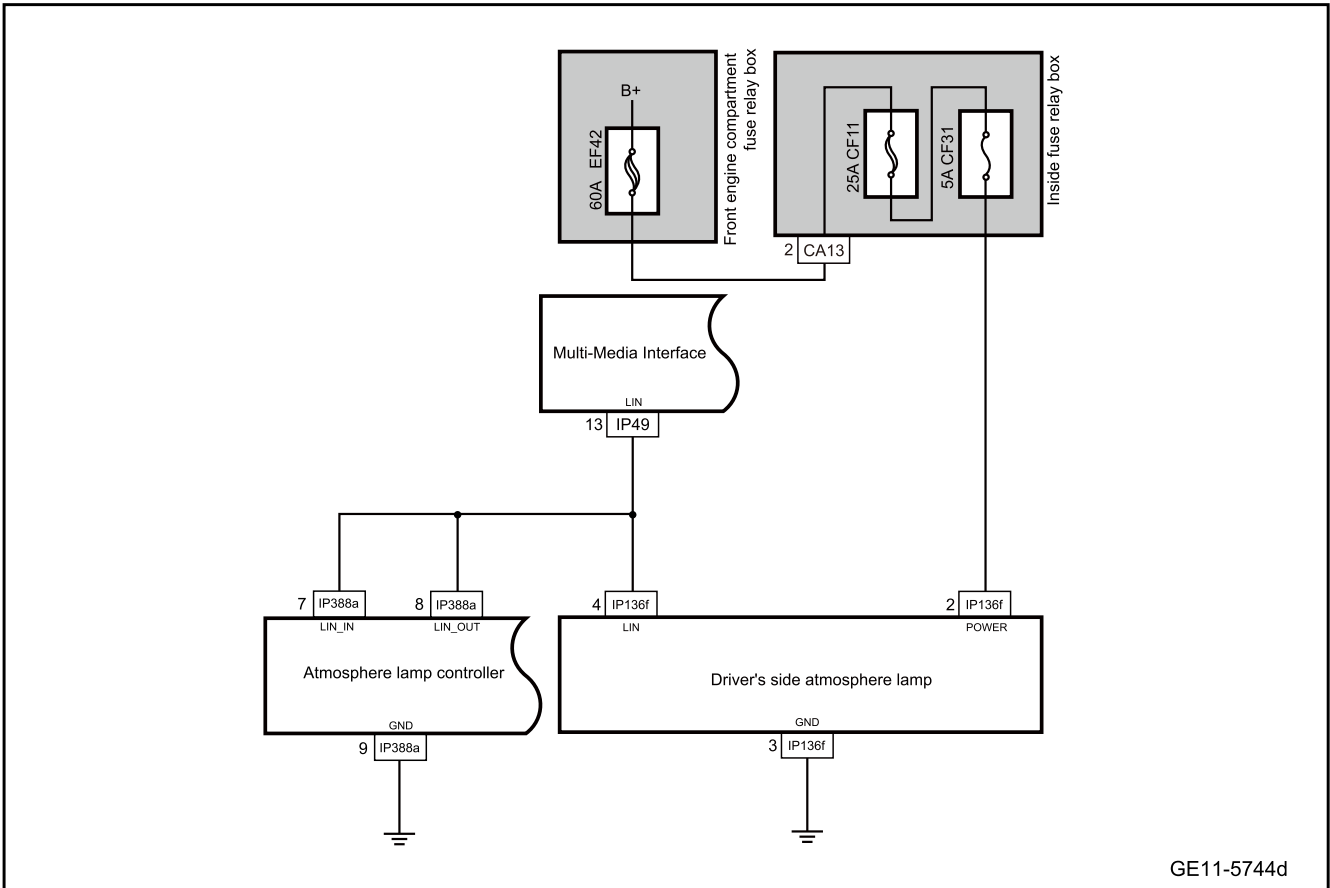 B+
60A EF42
Front engine compartment
fuse relay box
25A CF11
5A CF31
Inside fuse relay box
2 CA13
Multi-Media Interface
LIN
13 IP49
7 IP388a
8 IP388a
4 IP136f
2 IP136f
LIN_IN
LIN_OUT
LIN
POWER
Atmosphere lamp controller
Driver's side atmosphere lamp
GND
GND
9 IP388a
3 IP136f
GE11-5744d